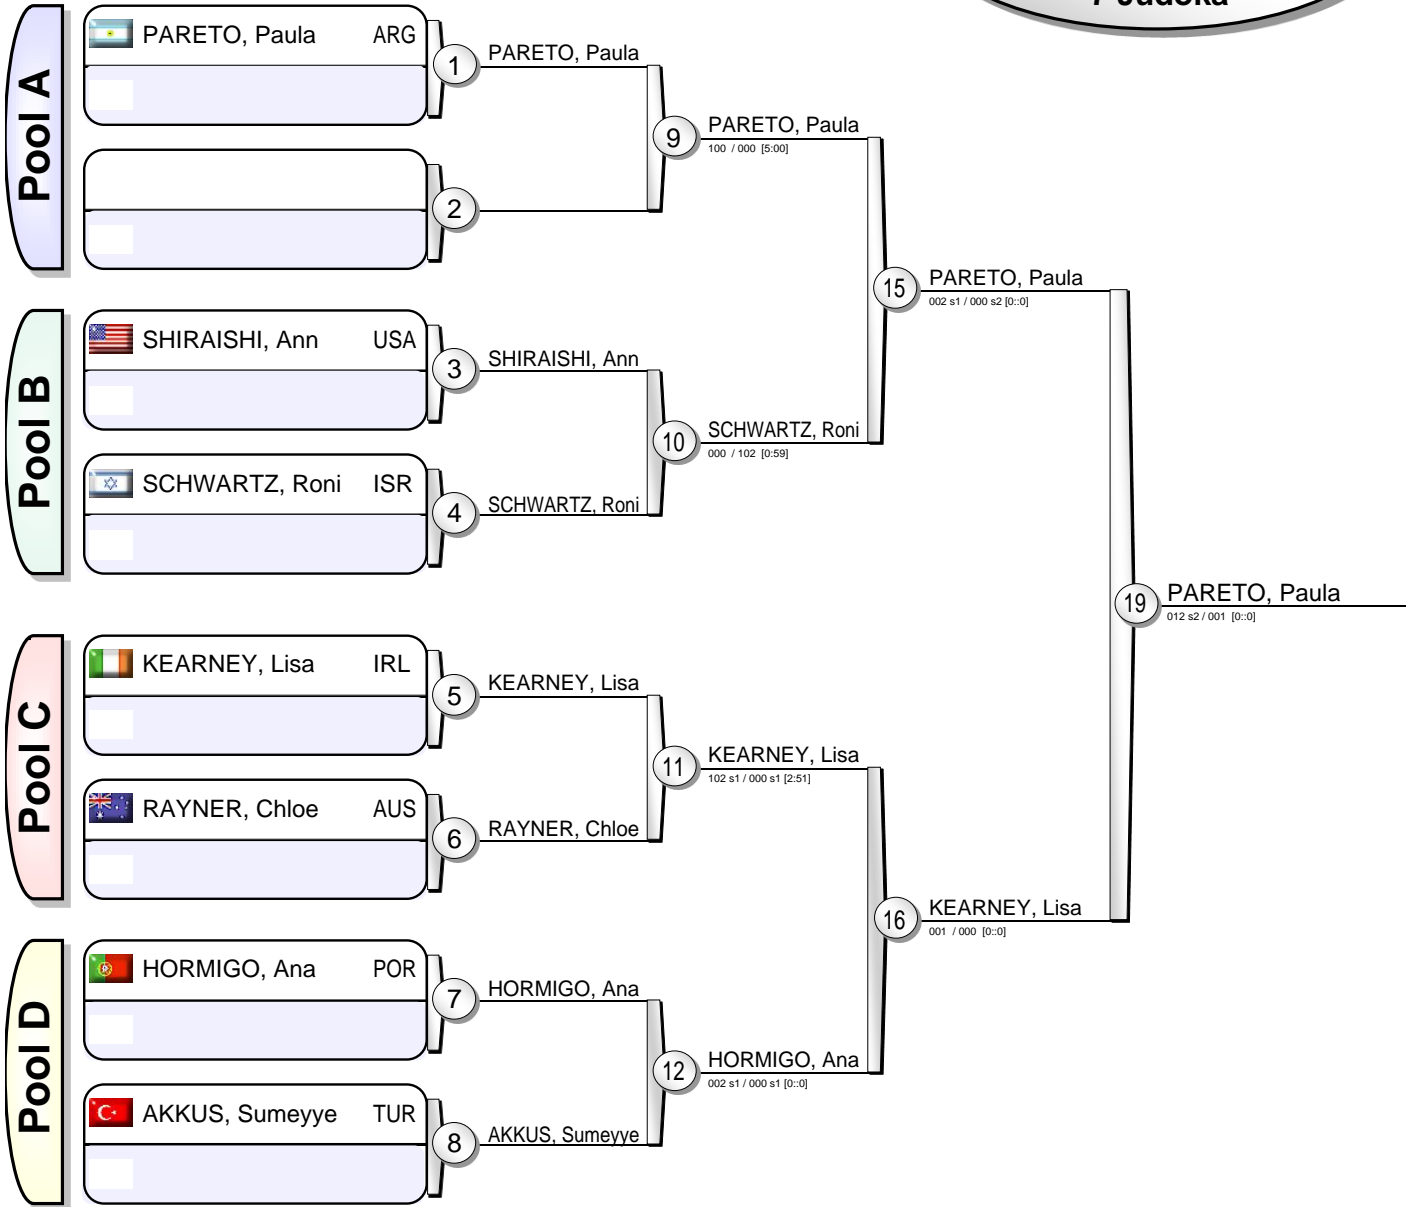 7 Judoka
Pool A
PARETO, Paula ARG
1
PARETO, Paula
2
9
PARETO, Paula
100 / 000 [5:00]
Pool B
SHIRAISHI, Ann USA
3
SHIRAISHI, Ann
SCHWARTZ, Roni ISR
4
SCHWARTZ, Roni
10
SCHWARTZ, Roni
000 / 102 [0:59]
15
PARETO, Paula
002 s1 / 000 s2 [0::0]
Pool C
KEARNEY, Lisa IRL
5
KEARNEY, Lisa
RAYNER, Chloe AUS
6
RAYNER, Chloe
11
KEARNEY, Lisa
102 s1 / 000 s1 [2:51]
Pool D
HORMIGO, Ana POR
7
HORMIGO, Ana
AKKUS, Sumeyye TUR
8
AKKUS, Sumeyye
12
HORMIGO, Ana
002 s1 / 000 s1 [0::0]
16
KEARNEY, Lisa
001 / 000 [0::0]
19
PARETO, Paula
012 s2 / 001 [0::0]